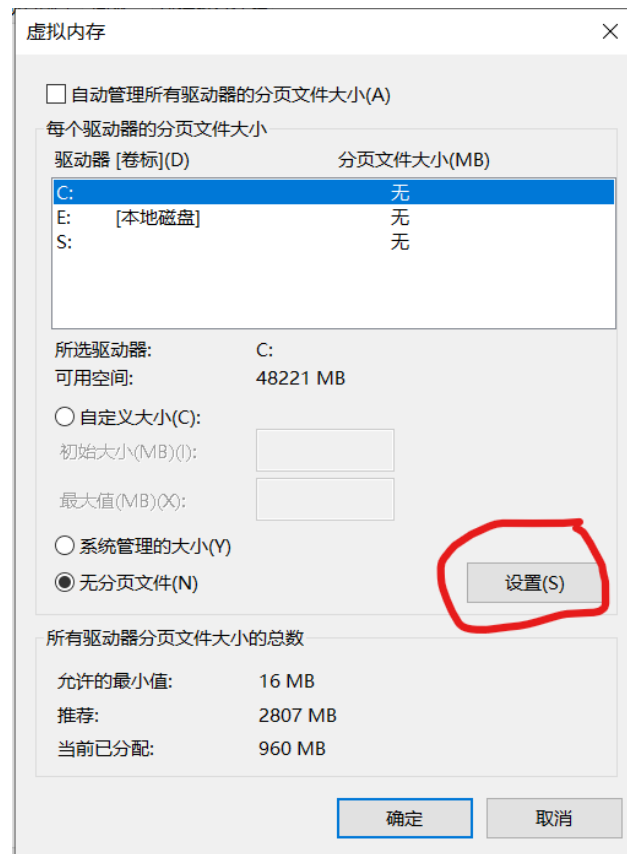 虚拟内存
自动管理所有驱动器的分页文件大小(A)
每个驱动器的分页文件大小
驱动器 [卷标](D) 分页文件大小(MB)
C: 无
E: [本地磁盘] 无
S: 无
所选驱动器: C:
可用空间: 48221 MB
自定义大小(C):
初始大小(MB)(I):
最大值(MB)(X):
系统管理的大小(Y)
无分页文件(N) 设置(S)
所有驱动器分页文件大小的总数
允许的最小值: 16 MB
推荐: 2807 MB
当前已分配: 960 MB
确定 取消